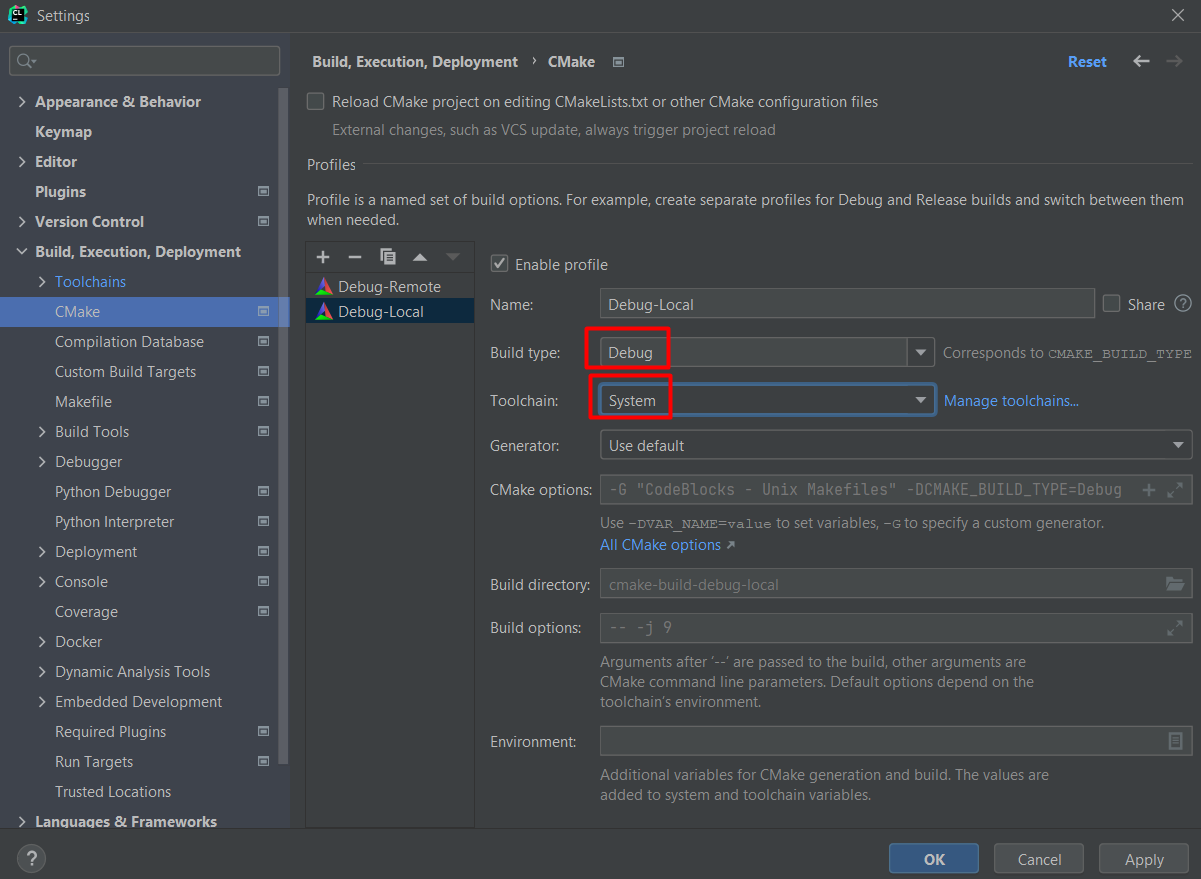 CL
Settings
Appearance & Behavior
Keymap
Editor
Plugins
Version Control
Build, Execution, Deployment
Toolchains
CMake
Compilation Database
Custom Build Targets
Makefile
Build Tools
Debugger
Python Debugger
Python Interpreter
Deployment
Console
Coverage
Docker
Dynamic Analysis Tools
Embedded Development
Required Plugins
Run Targets
Trusted Locations
Languages & Frameworks
?
Build, Execution, Deployment › CMake
Reset
Reload CMake project on editing CMakeLists.txt or other CMake configuration files
External changes, such as VCS update, always trigger project reload
Profiles
Profile is a named set of build options. For example, create separate profiles for Debug and Release builds and switch between them
when needed.
Debug-Remote
Debug-Local
Enable profile
Name: Debug-Local Share ?
Build type: Debug Corresponds to CMAKE_BUILD_TYPE
Toolchain: System Manage toolchains...
Generator: Use default
CMake options: -G "CodeBlocks - Unix Makefiles" -DCMAKE_BUILD_TYPE=Debug
Use -DVAR_NAME=value to set variables, -G to specify a custom generator.
All CMake options ↗
Build directory: cmake-build-debug-local
Build options: -- -j 9
Arguments after '--' are passed to the build, other arguments are
CMake command line parameters. Default options depend on the
toolchain's environment.
Environment:
Additional variables for CMake generation and build. The values are
added to system and toolchain variables.
OK Cancel Apply